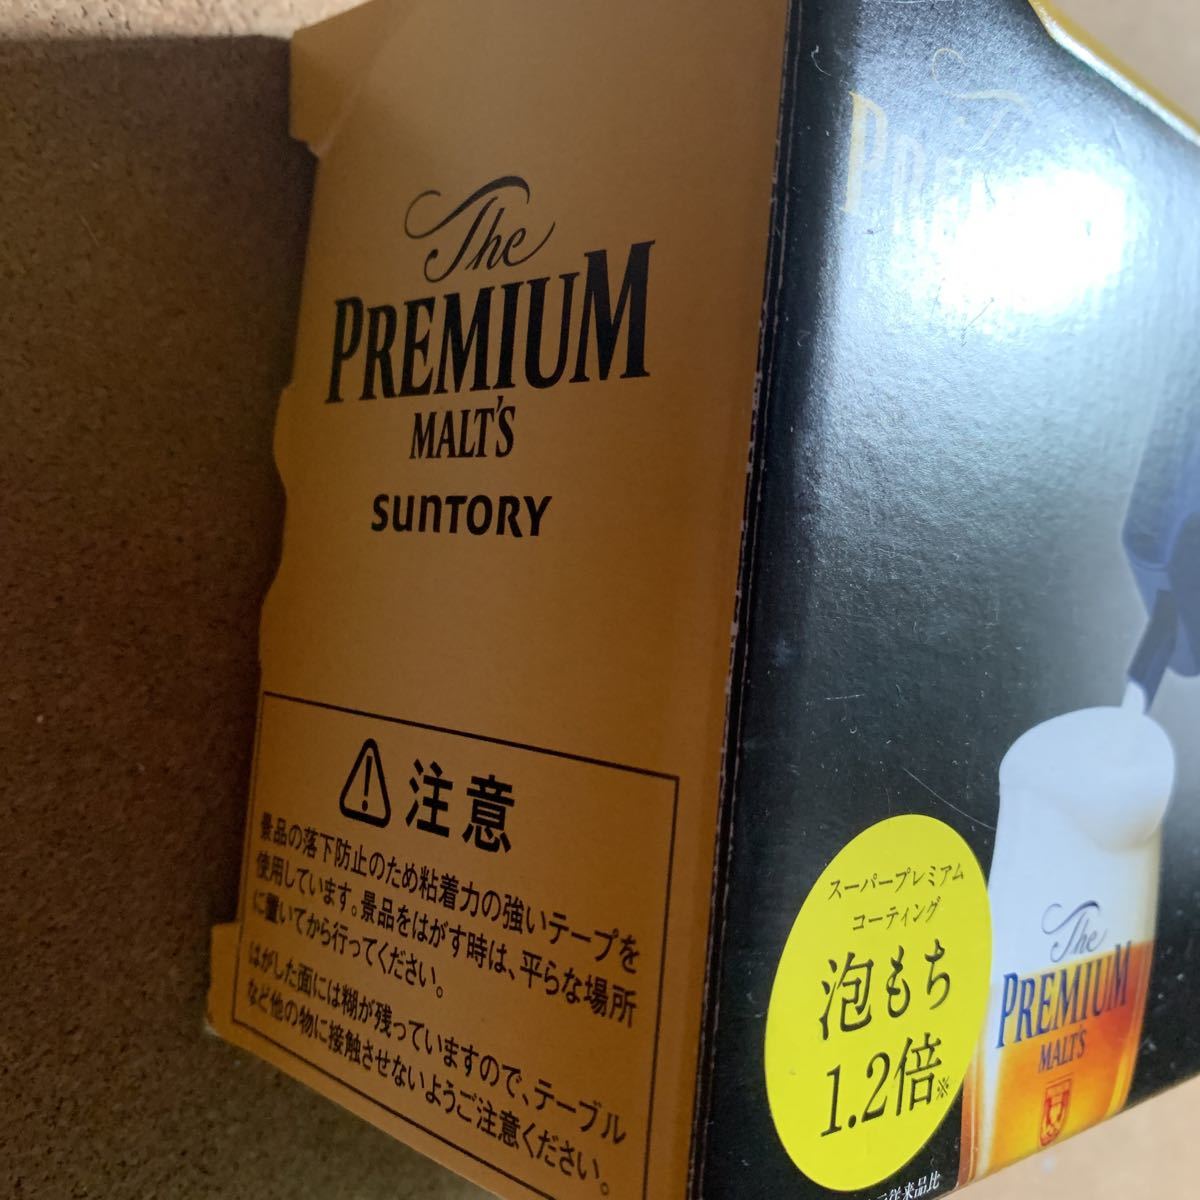 The
PREMIUM
MALT'S
SUNTORY
注意
景品の落下防止のため粘着力の強いテープを
使用しています。景品をはがす時は、平らな場所
に置いてから行ってください。
はがした面には糊が残っていますので、テーブル
など他の物に接触させないようご注意ください。
The
PREMIUM
スーパープレミアム
コーティング
泡もち
1.2倍※
The
PREMIUM
MALT'S
従来品比